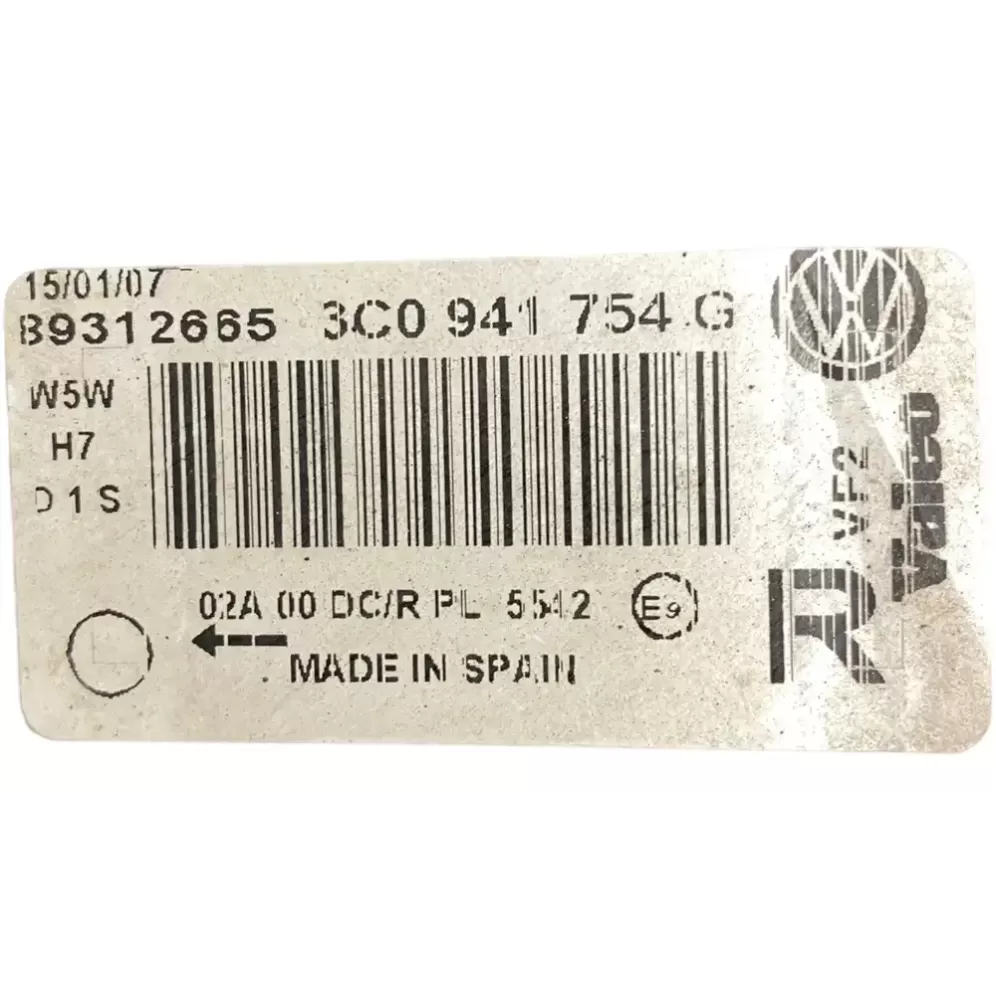 15/01/07
89312665 3C0 941 754 G
W5W
H7
D1S
02A 00 DC/R PL 5542 E9
MADE IN SPAIN
VF2
Valeo
R